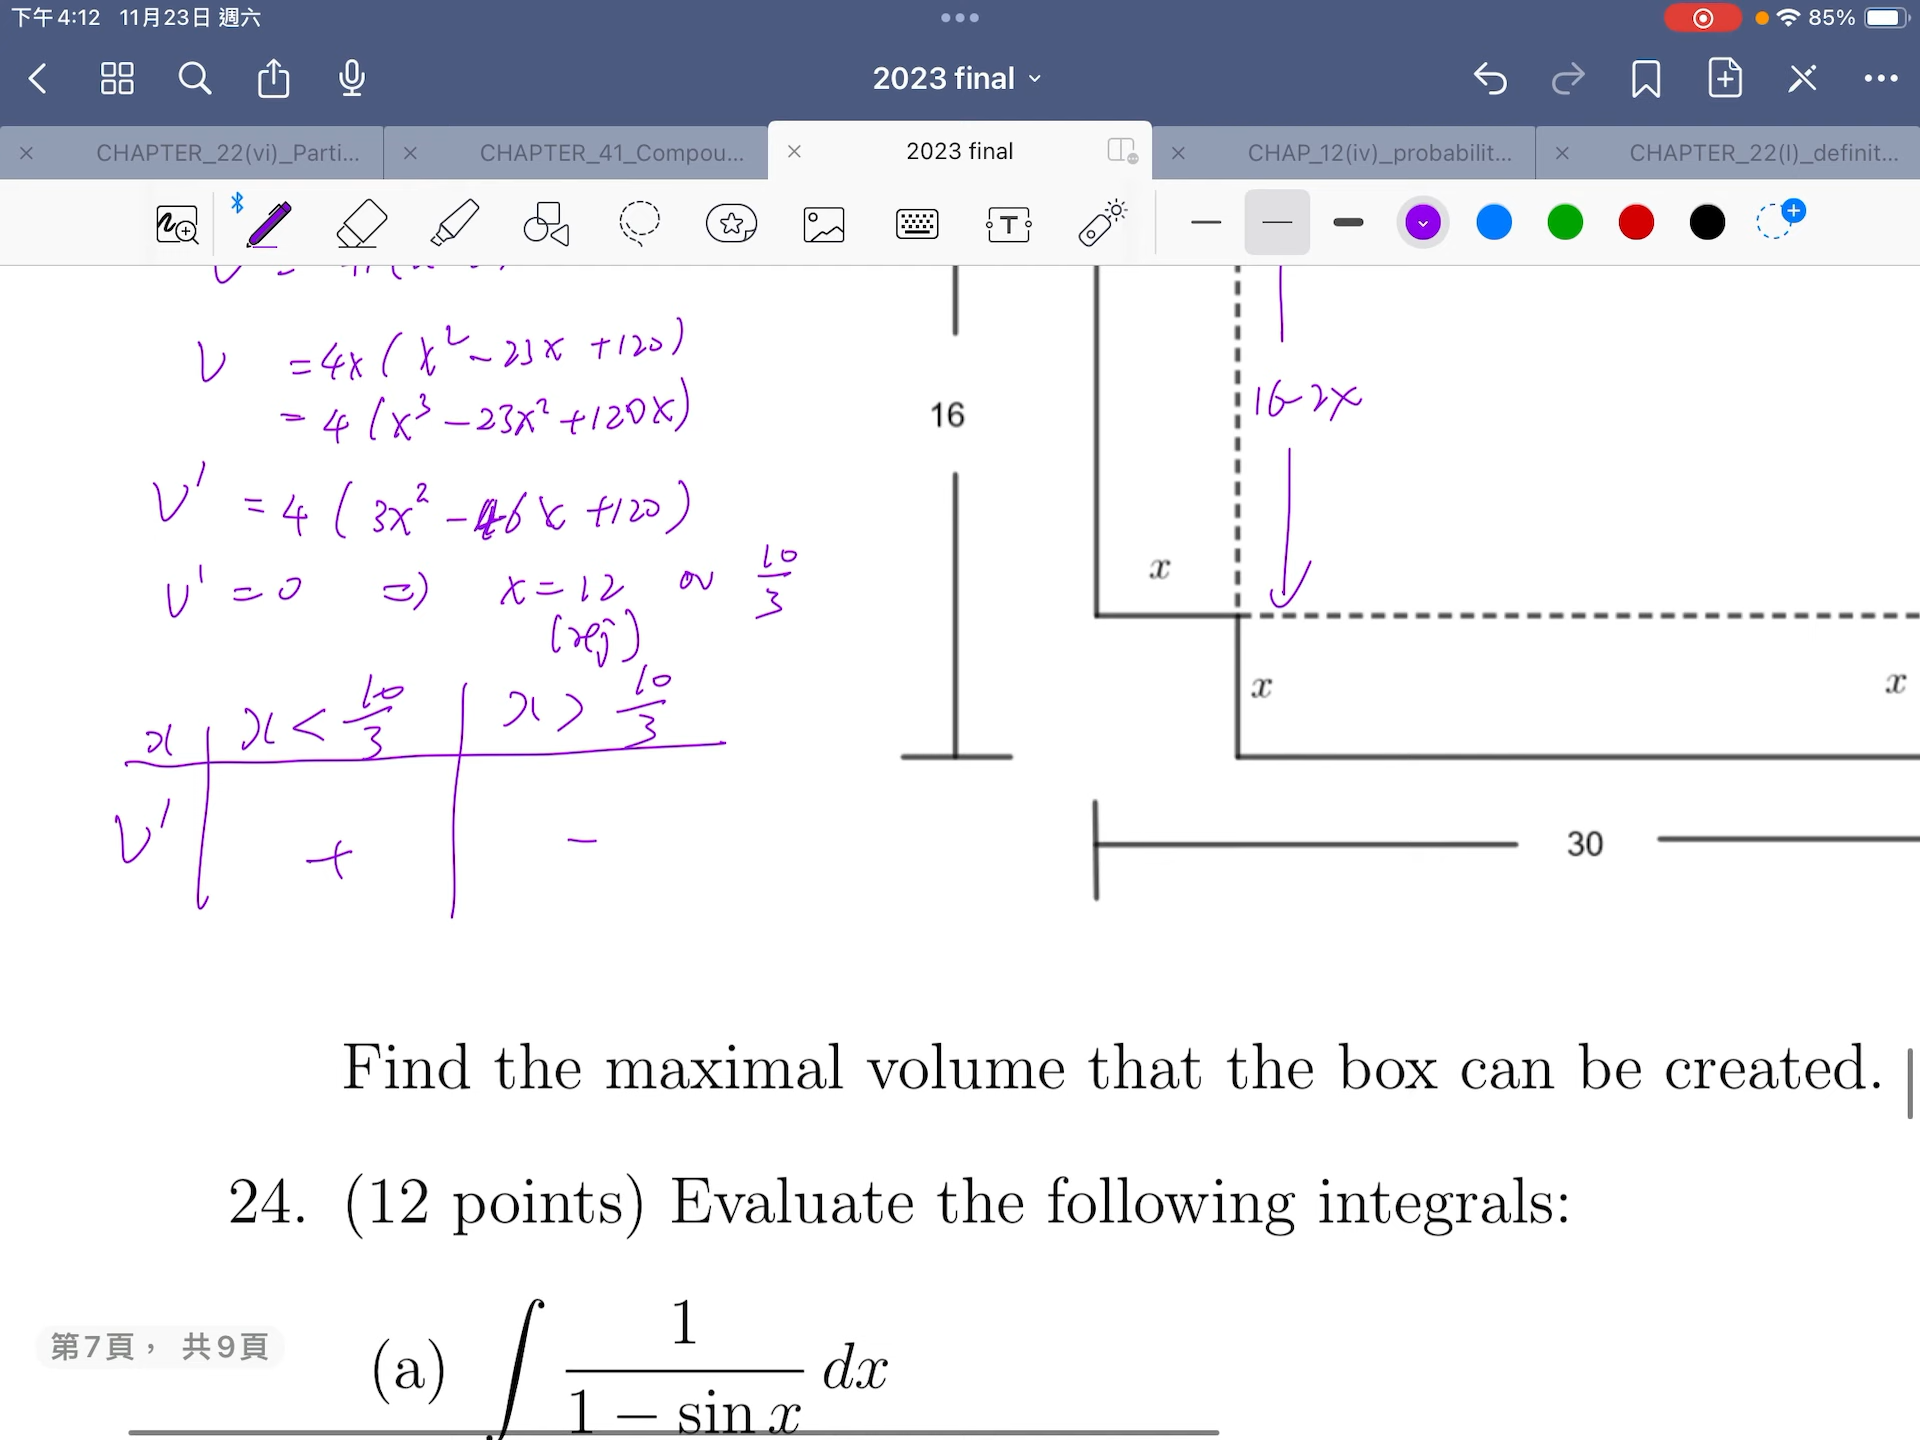 下午4:12 11月23日 週六
85%
2023 final
CHAPTER_22(vi)_Parti...
CHAPTER_41_Compou...
2023 final
CHAP_12(iv)_probabilit...
CHAPTER_22(I)_definit...
V = 4x ( x² - 23x + 120 )
= 4 ( x³ - 23x² + 120x )
V' = 4 ( 3x² - 46x + 120 )
V' = 0 => x = 12 or 10/3
(rej)
x | x < 10/3 | x > 10/3
V' | + | -
16
16-2x
x
x
x
30
Find the maximal volume that the box can be created.
24. (12 points) Evaluate the following integrals:
(a) ∫ 1/(1 − sin x) dx
第7頁， 共9頁